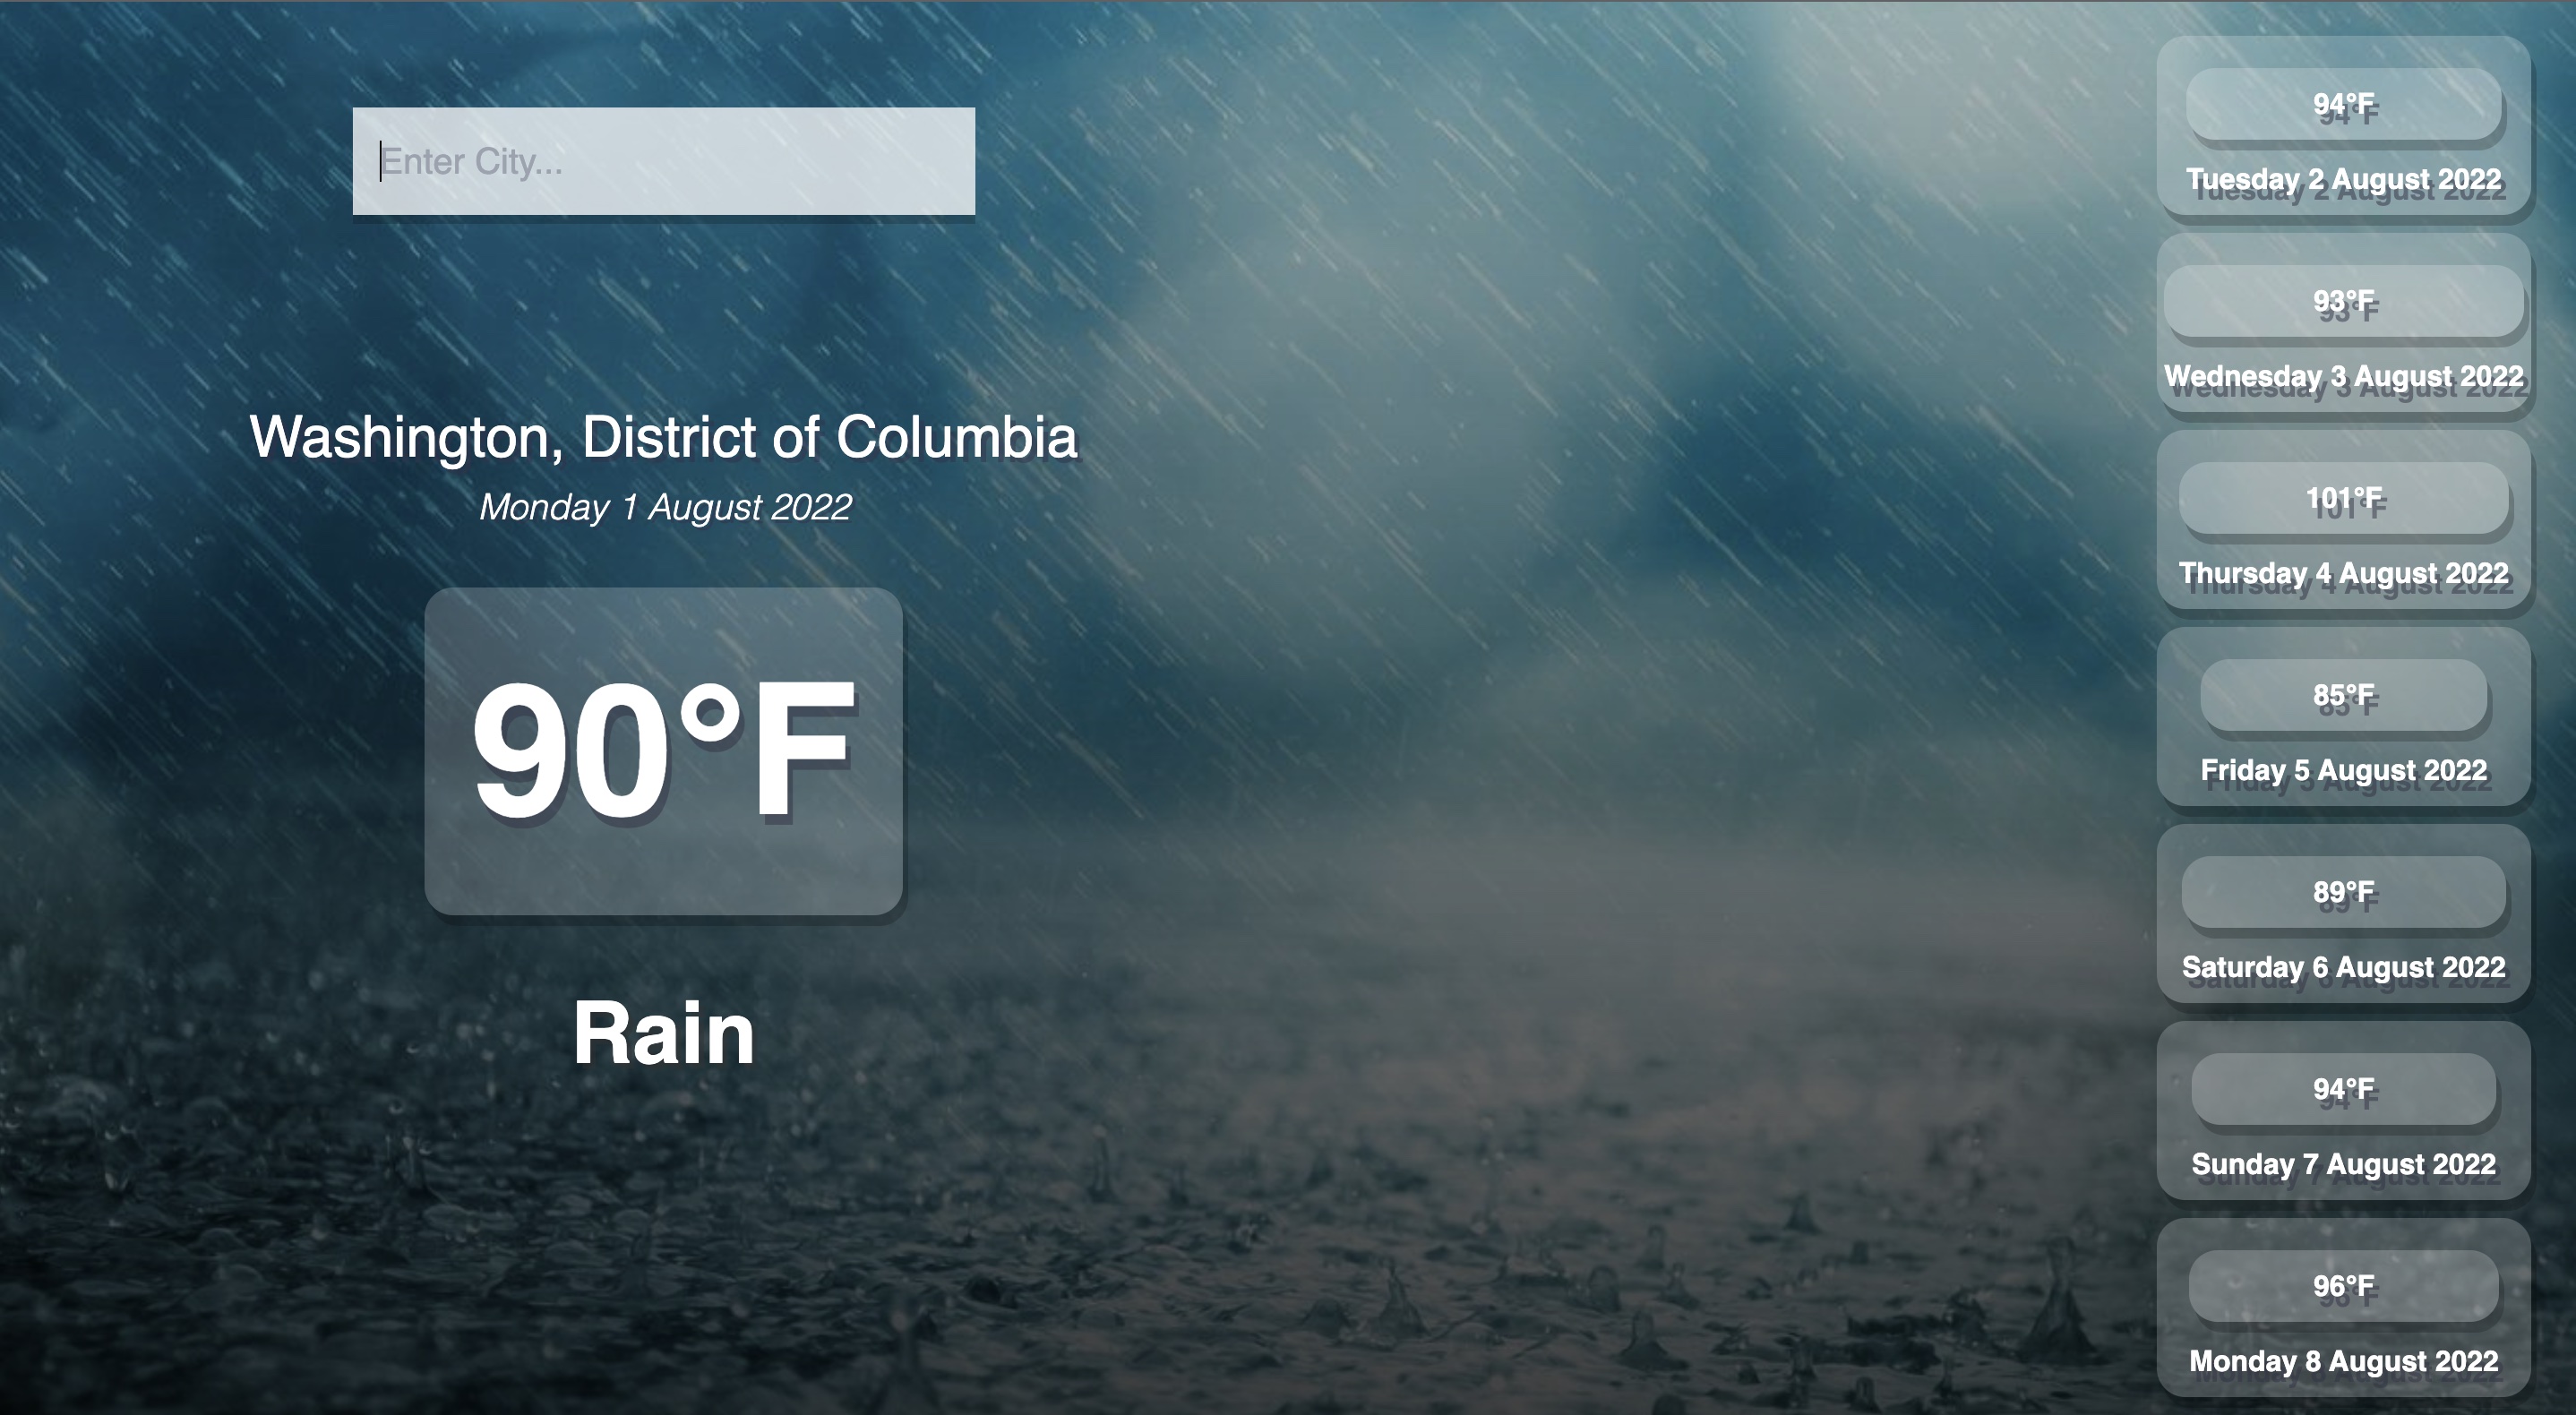 Enter City...
Washington, District of Columbia
Monday 1 August 2022
90°F
Rain
94°F
Tuesday 2 August 2022
93°F
Wednesday 3 August 2022
101°F
Thursday 4 August 2022
85°F
Friday 5 August 2022
89°F
Saturday 6 August 2022
94°F
Sunday 7 August 2022
96°F
Monday 8 August 2022